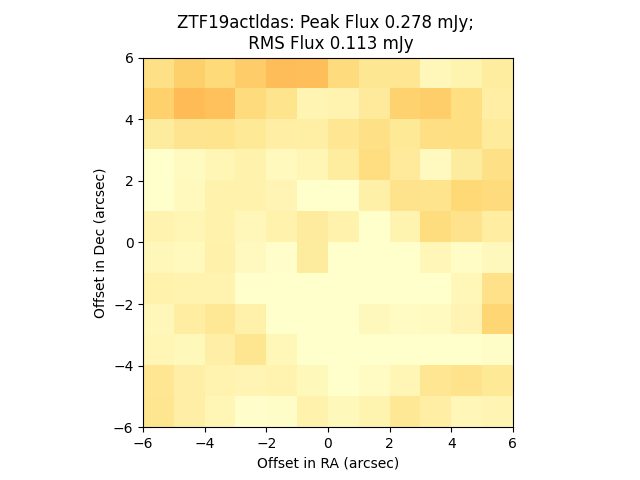 ZTF19actldas: Peak Flux 0.278 mJy;
RMS Flux 0.113 mJy
6
4
2
0
−2
−4
−6
Offset in Dec (arcsec)
−6 −4 −2 0 2 4 6
Offset in RA (arcsec)